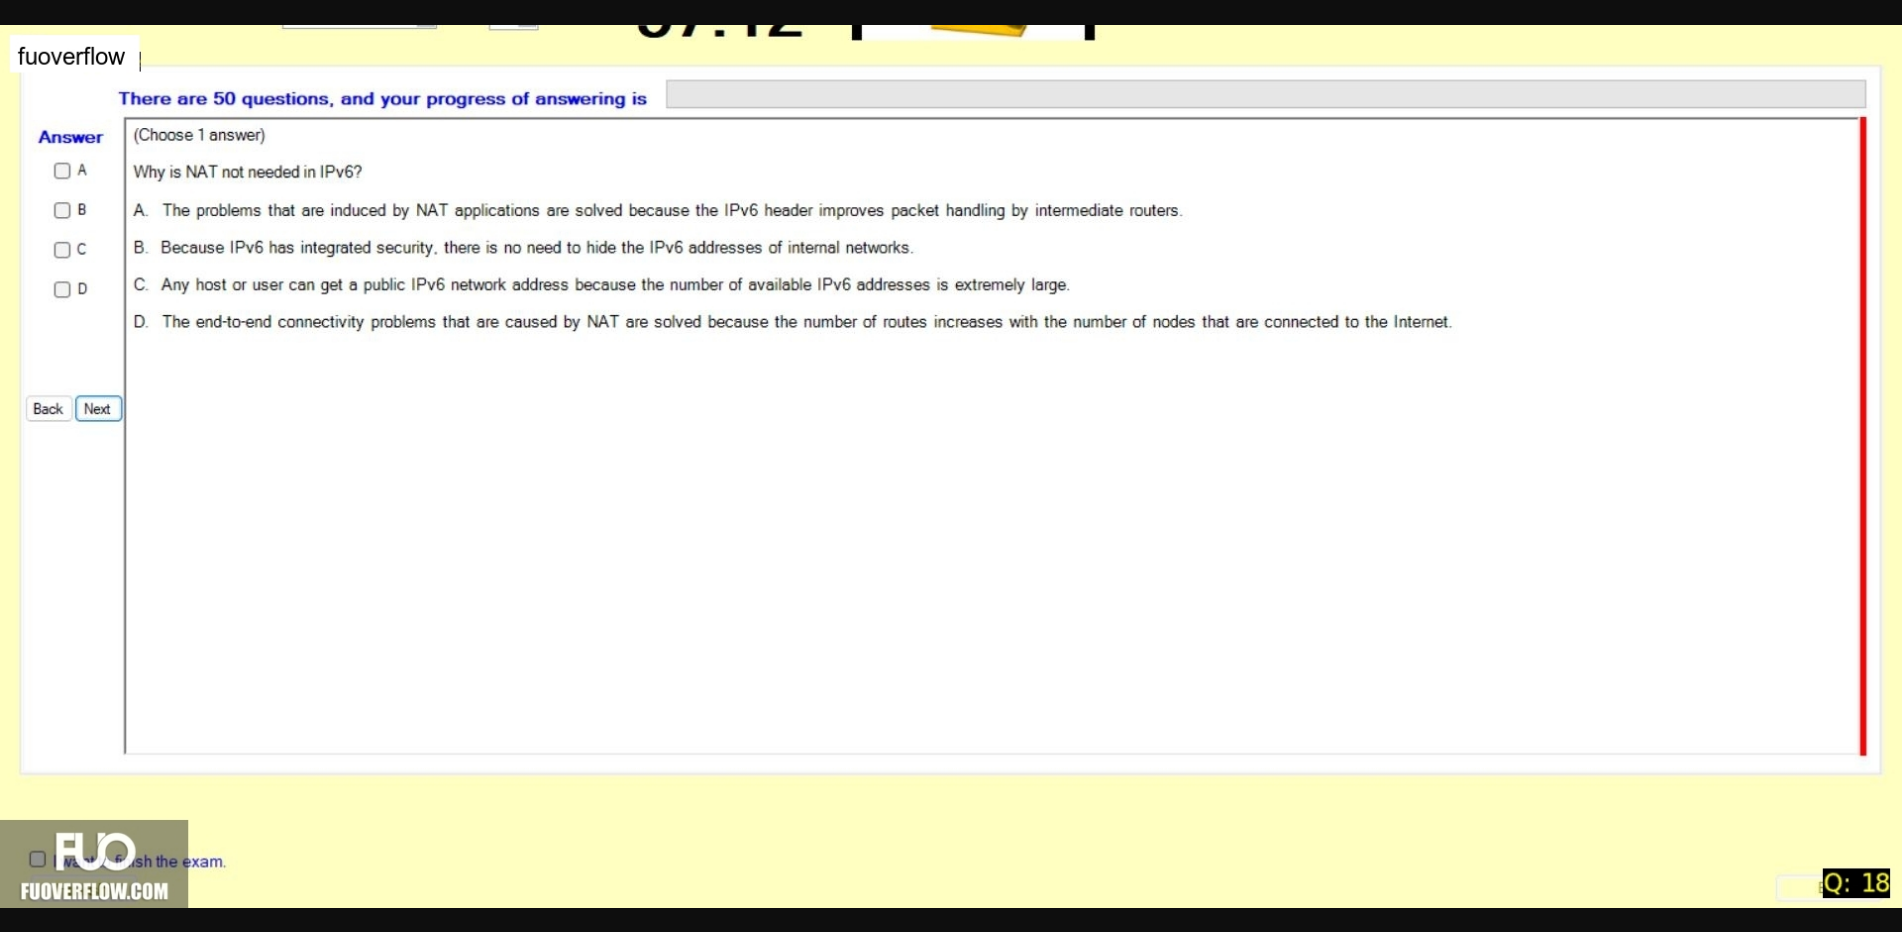 07:12
fuoverflow
There are 50 questions, and your progress of answering is
Answer
(Choose 1 answer)
A
Why is NAT not needed in IPv6?
B
A. The problems that are induced by NAT applications are solved because the IPv6 header improves packet handling by intermediate routers.
C
B. Because IPv6 has integrated security, there is no need to hide the IPv6 addresses of internal networks.
D
C. Any host or user can get a public IPv6 network address because the number of available IPv6 addresses is extremely large.
D. The end-to-end connectivity problems that are caused by NAT are solved because the number of routes increases with the number of nodes that are connected to the Internet.
Back Next
FUO
I want to finish the exam.
FUOVERFLOW.COM
Q: 18